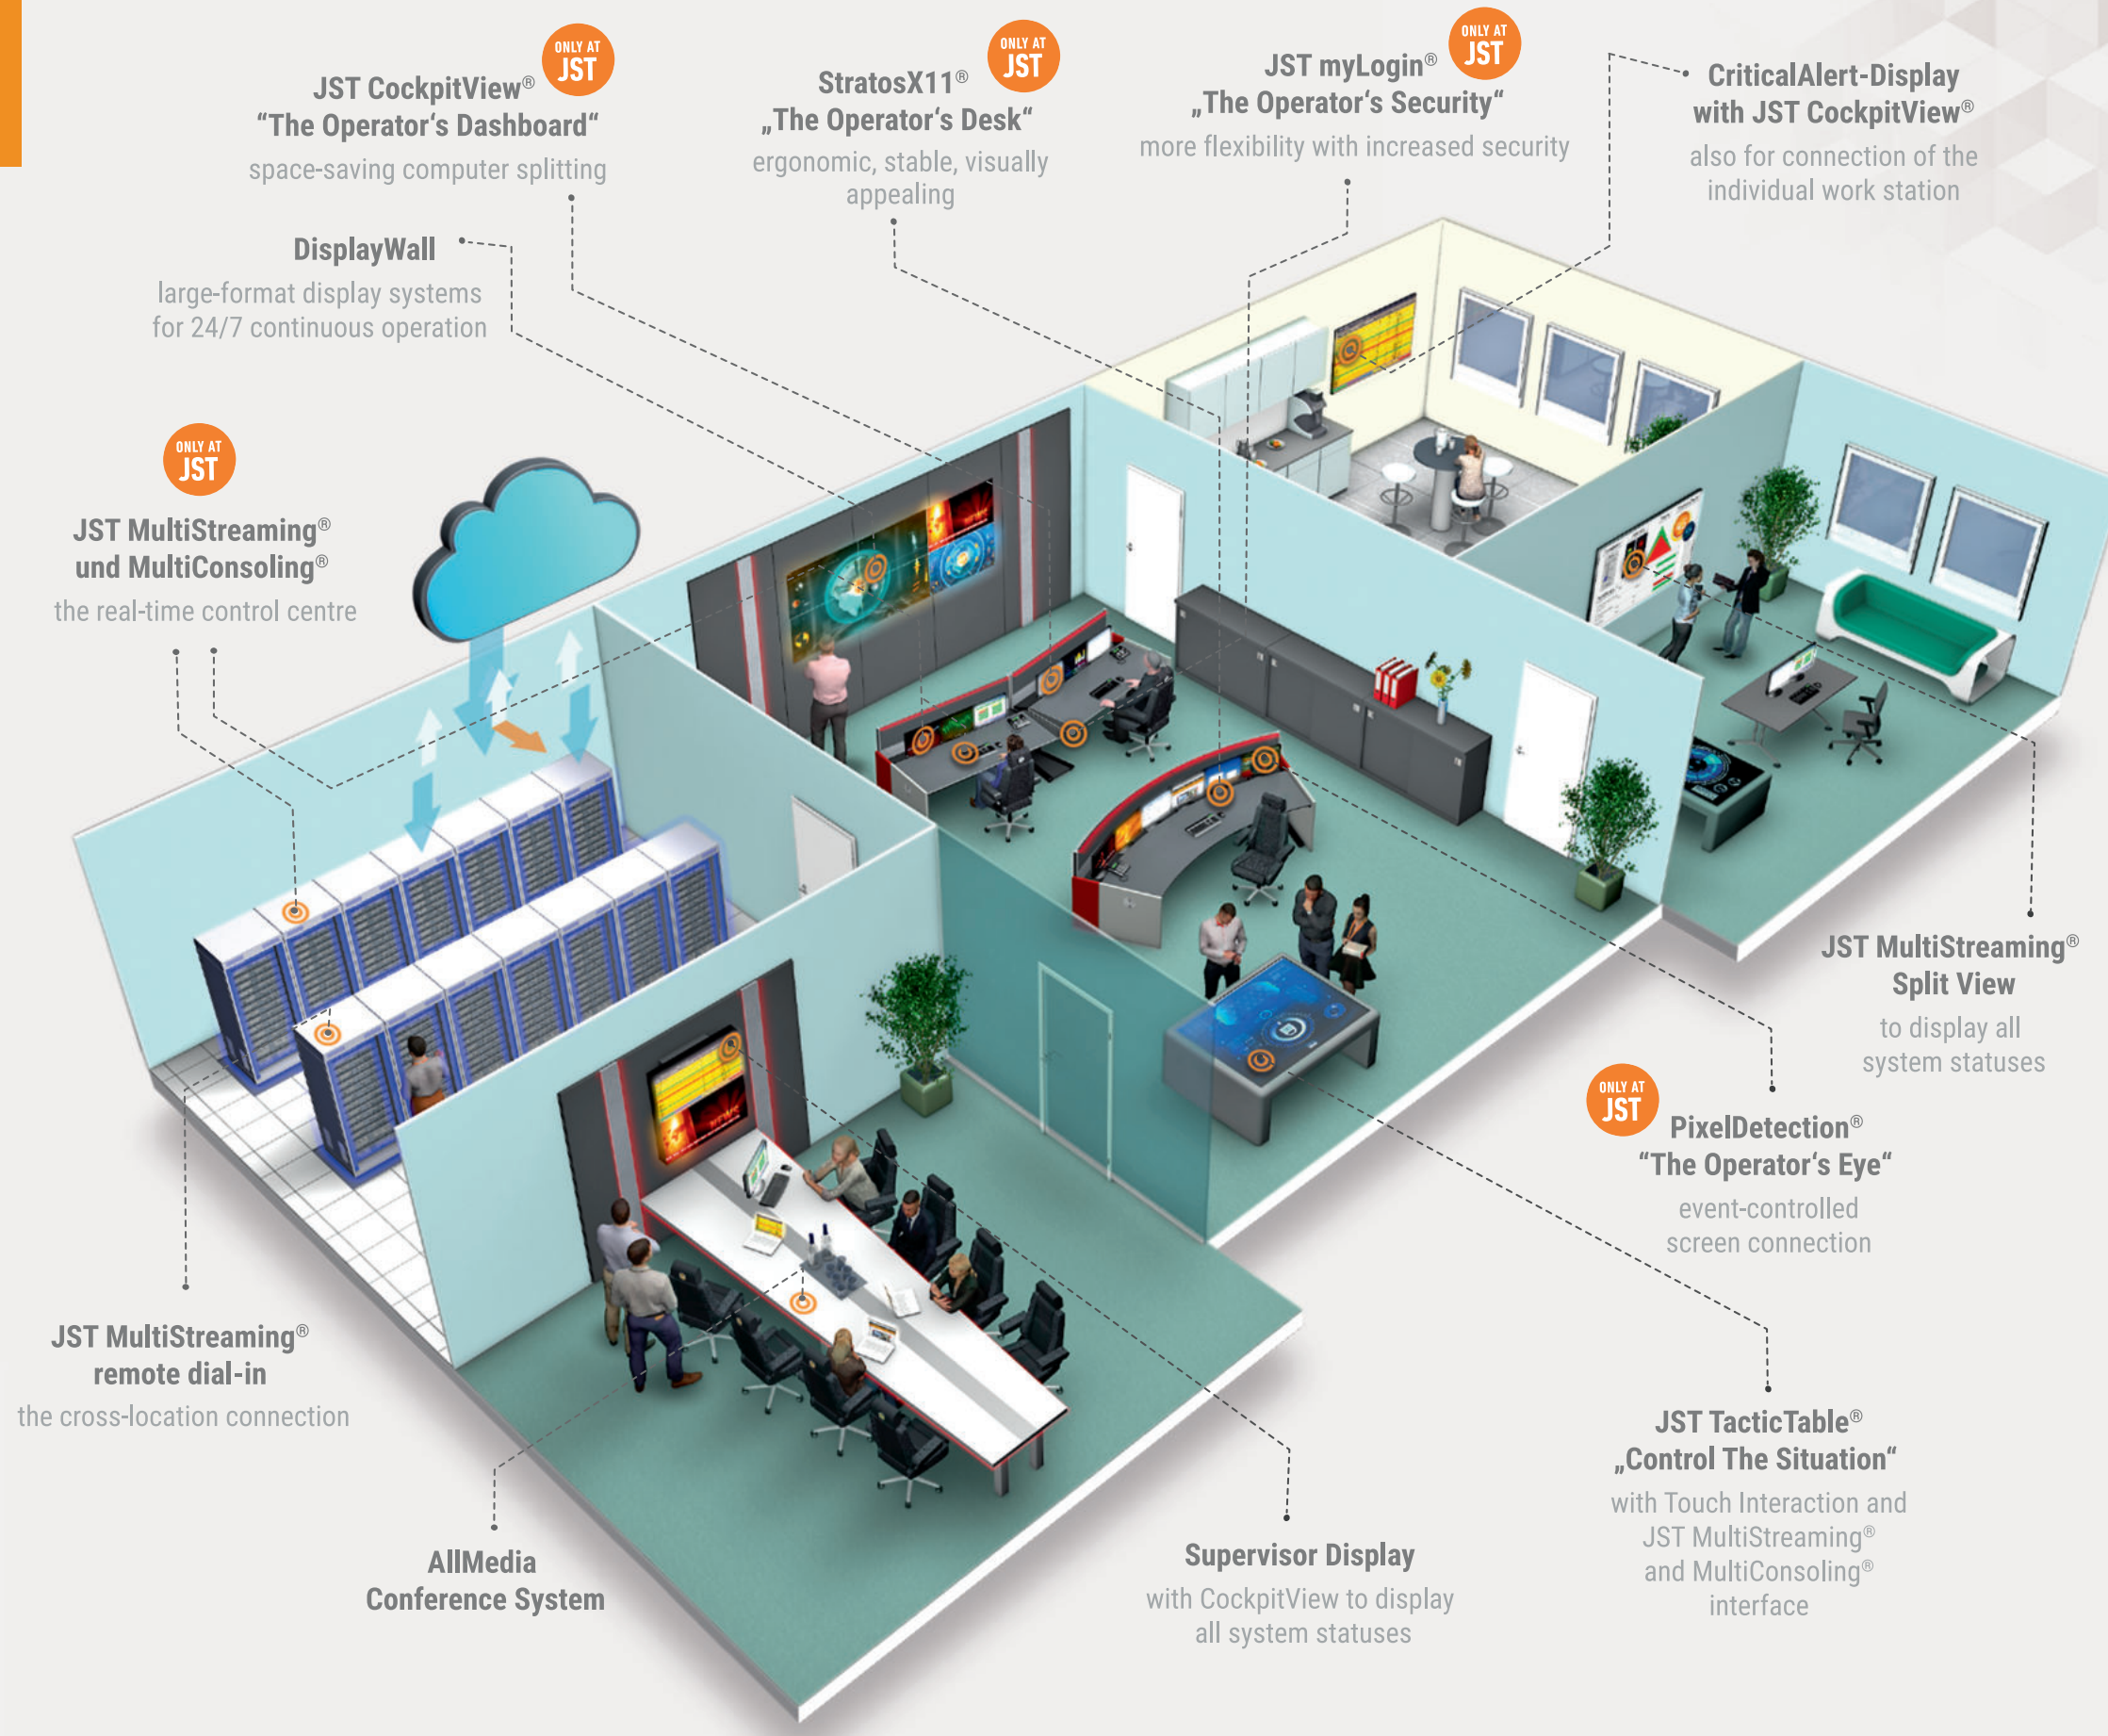 ONLY AT
JST
JST CockpitView®
“The Operator‘s Dashboard“
space-saving computer splitting
ONLY AT
JST
StratosX11®
„The Operator‘s Desk“
ergonomic, stable, visually
appealing
ONLY AT
JST
JST myLogin®
„The Operator‘s Security“
more flexibility with increased security
CriticalAlert-Display
with JST CockpitView®
also for connection of the
individual work station
DisplayWall
large-format display systems
for 24/7 continuous operation
ONLY AT
JST
JST MultiStreaming®
und MultiConsoling®
the real-time control centre
JST MultiStreaming®
Split View
to display all
system statuses
ONLY AT
JST
PixelDetection®
“The Operator‘s Eye“
event-controlled
screen connection
NEWS
JST MultiStreaming®
remote dial-in
the cross-location connection
JST TacticTable®
„Control The Situation“
with Touch Interaction and
JST MultiStreaming®
and MultiConsoling®
interface
AllMedia
Conference System
Supervisor Display
with CockpitView to display
all system statuses